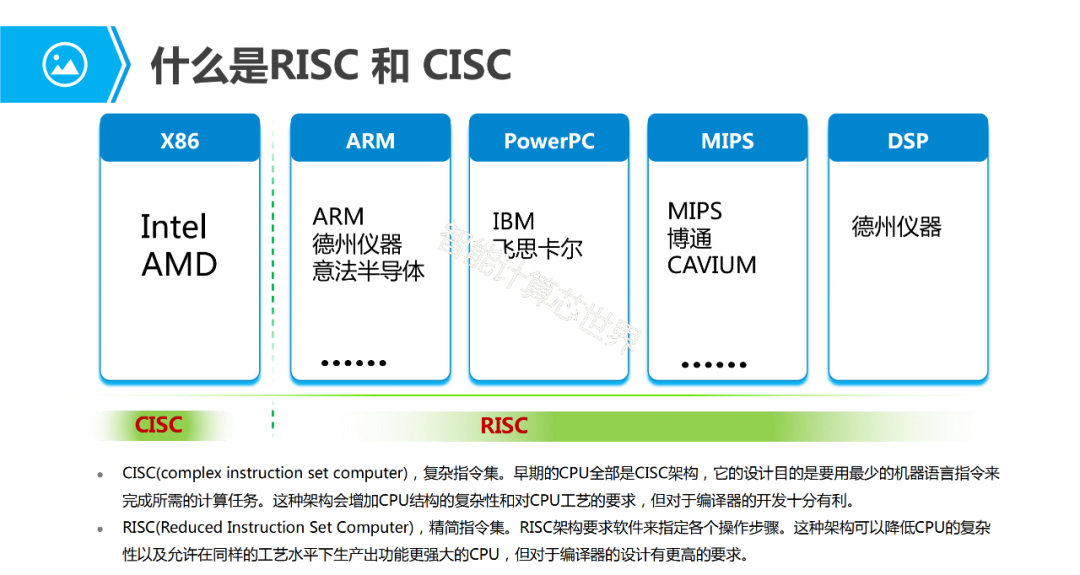 什么是RISC 和 CISC
X86
ARM
PowerPC
MIPS
DSP
Intel
AMD
ARM
德州仪器
意法半导体
......
IBM
飞思卡尔
MIPS
博通
CAVIUM
......
德州仪器
智能计算芯世界
CISC
RISC
• CISC(complex instruction set computer)，复杂指令集。早期的CPU全部是CISC架构，它的设计目的是要用最少的机器语言指令来
完成所需的计算任务。这种架构会增加CPU结构的复杂性和对CPU工艺的要求，但对于编译器的开发十分有利。
• RISC(Reduced Instruction Set Computer)，精简指令集。RISC架构要求软件来指定各个操作步骤。这种架构可以降低CPU的复杂
性以及允许在同样的工艺水平下生产出功能更强大的CPU，但对于编译器的设计有更高的要求。